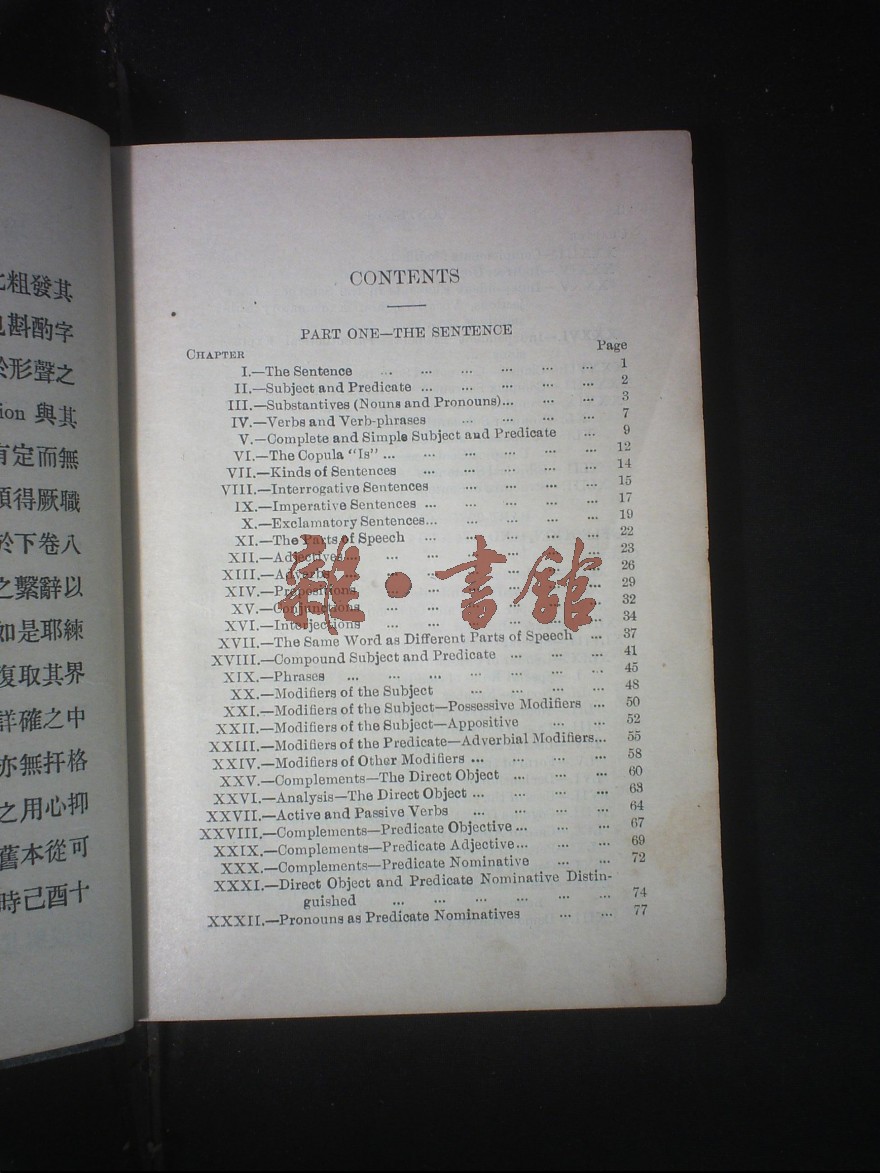 粗發其
斟酌字
形聲之
ion 與其
有定而無
須得厥職
於下卷八
之繫辭以
如是耶練
復取其界
詳確之中
亦無扞格
之用心抑
舊本從可
時己酉十
CONTENTS
PART ONE—THE SENTENCE
CHAPTER Page
I.—The Sentence ... ... ... ... ... ... 1
II.—Subject and Predicate ... ... ... ... ... 2
III.—Substantives (Nouns and Pronouns)... ... ... 3
IV.—Verbs and Verb-phrases ... ... ... ... 7
V.—Complete and Simple Subject and Predicate ... 9
VI.—The Copula "Is" ... ... ... ... ... ... 12
VII.—Kinds of Sentences ... ... ... ... ... 14
VIII.—Interrogative Sentences ... ... ... ... 15
IX.—Imperative Sentences ... ... ... ... ... 17
X.—Exclamatory Sentences... ... ... ... ... 19
XI.—The Parts of Speech ... ... ... ... ... 22
XII.—Adjectives ... ... ... ... ... ... 23
XIII.—Adverbs ... ... ... ... ... ... 26
XIV.—Prepositions ... ... ... ... ... ... 29
XV.—Conjunctions ... ... ... ... ... ... 32
XVI.—Interjections ... ... ... ... ... ... 34
XVII.—The Same Word as Different Parts of Speech ... 37
XVIII.—Compound Subject and Predicate ... ... ... 41
XIX.—Phrases ... ... ... ... ... ... ... 45
XX.—Modifiers of the Subject ... ... ... ... 48
XXI.—Modifiers of the Subject—Possessive Modifiers ... 50
XXII.—Modifiers of the Subject—Appositive ... ... 52
XXIII.—Modifiers of the Predicate—Adverbial Modifiers... 55
XXIV.—Modifiers of Other Modifiers ... ... ... ... 58
XXV.—Complements—The Direct Object ... ... ... 60
XXVI.—Analysis—The Direct Object ... ... ... ... 63
XXVII.—Active and Passive Verbs ... ... ... ... 64
XXVIII.—Complements—Predicate Objective ... ... ... 67
XXIX.—Complements—Predicate Adjective... ... ... 69
XXX.—Complements—Predicate Nominative ... ... 72
XXXI.—Direct Object and Predicate Nominative Distin-
guished ... ... ... ... ... ... 74
XXXII.—Pronouns as Predicate Nominatives ... ... 77
雜·書館